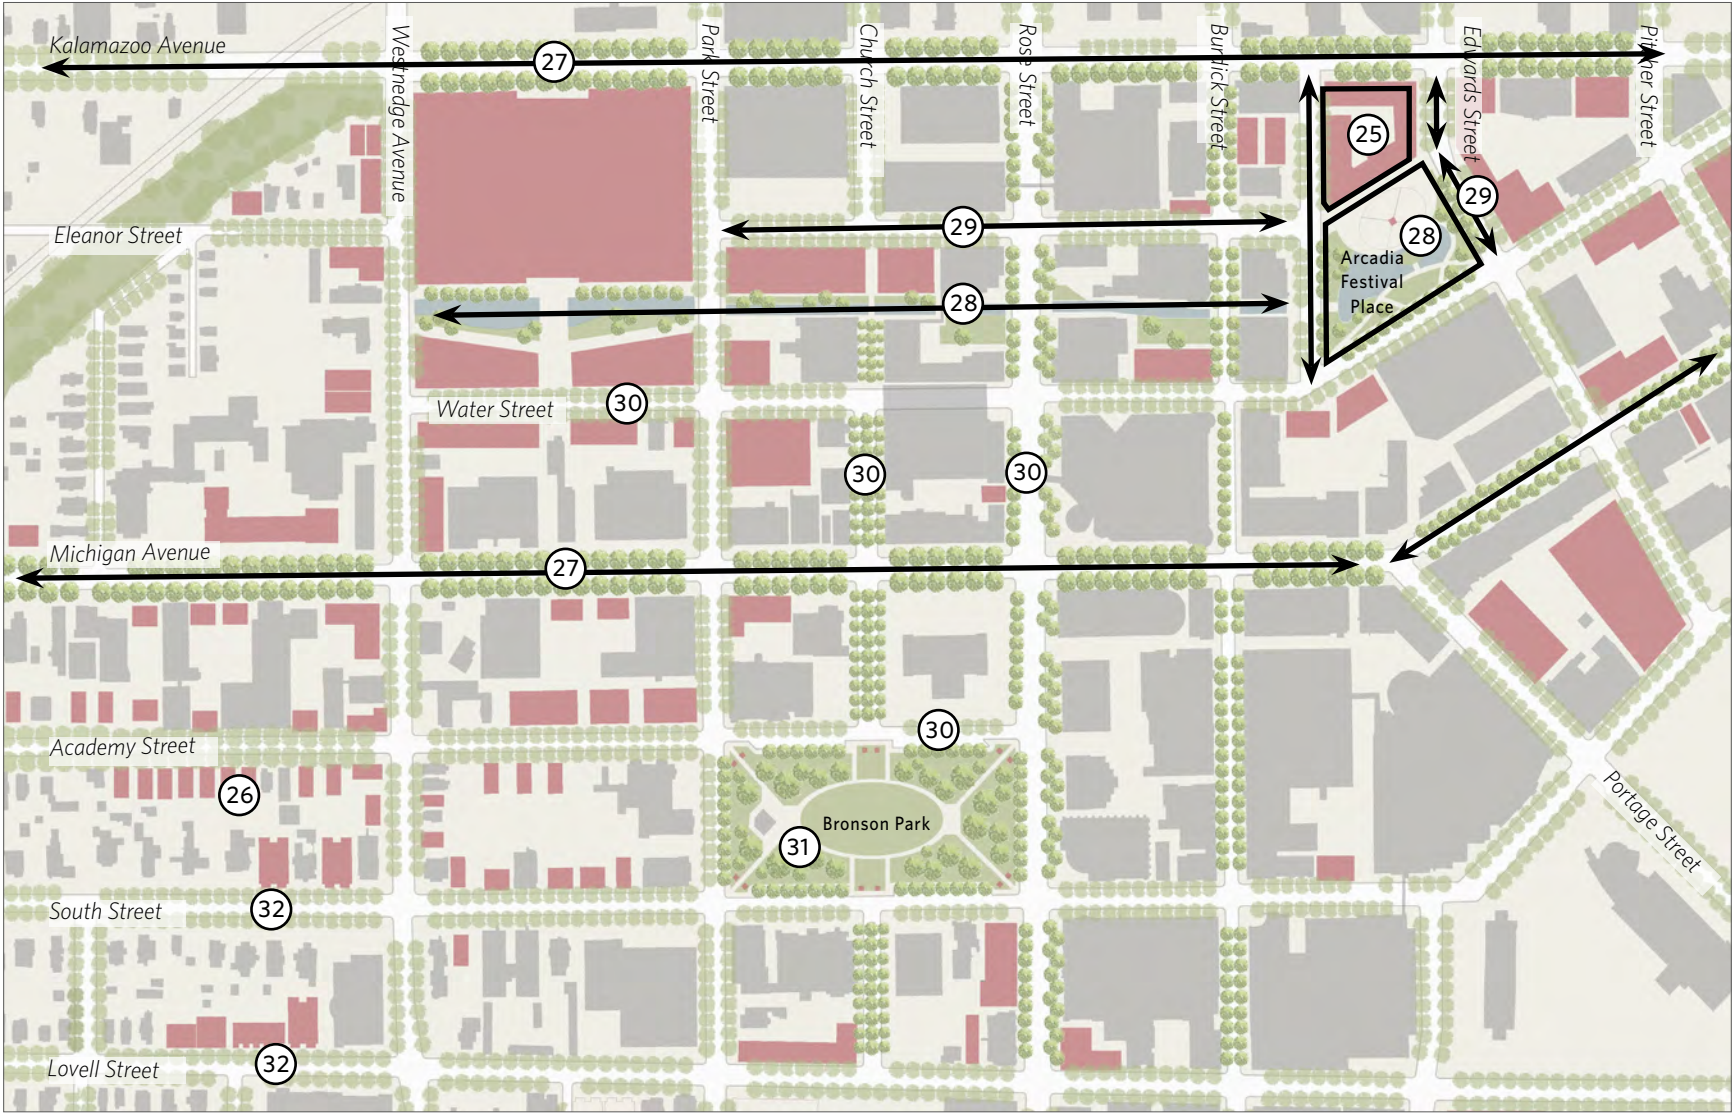 Kalamazoo Avenue
27
Westnedge Avenue
Park Street
Church Street
Rose Street
Burdick Street
Edwards Street
Pitcher Street
25
29
Eleanor Street
29
28
Arcadia
Festival
Place
28
Water Street
30
30
30
Michigan Avenue
27
Academy Street
30
26
Bronson Park
31
Portage Street
South Street
32
Lovell Street
32